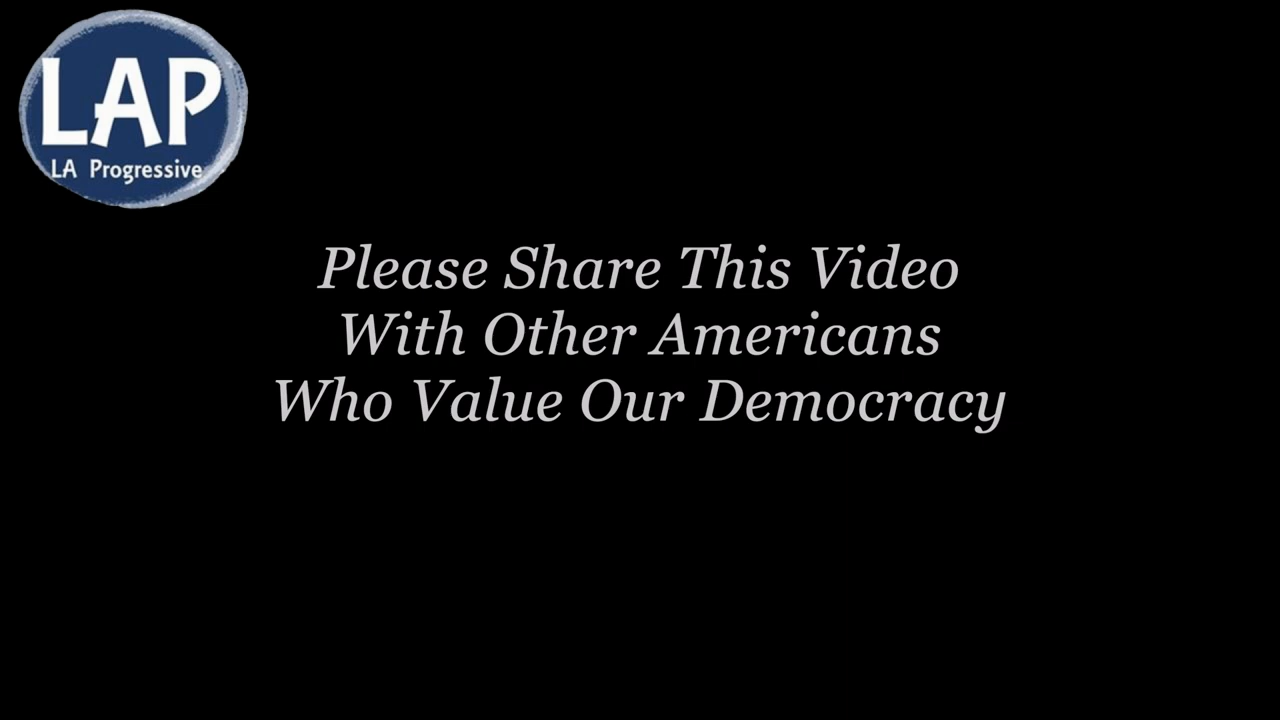 LAP
LA Progressive
Please Share This Video
With Other Americans
Who Value Our Democracy